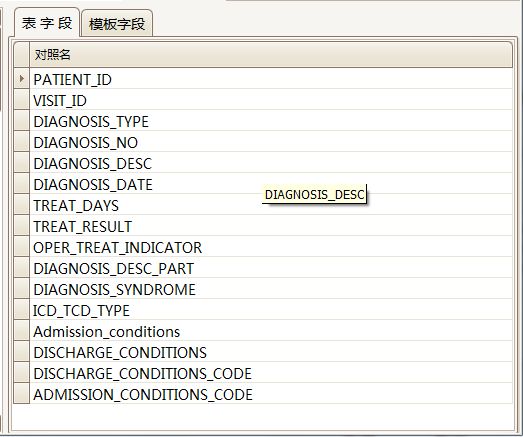 表 字 段 模板字段
对照名
PATIENT_ID
VISIT_ID
DIAGNOSIS_TYPE
DIAGNOSIS_NO
DIAGNOSIS_DESC
DIAGNOSIS_DATE
DIAGNOSIS_DESC
TREAT_DAYS
TREAT_RESULT
OPER_TREAT_INDICATOR
DIAGNOSIS_DESC_PART
DIAGNOSIS_SYNDROME
ICD_TCD_TYPE
Admission_conditions
DISCHARGE_CONDITIONS
DISCHARGE_CONDITIONS_CODE
ADMISSION_CONDITIONS_CODE